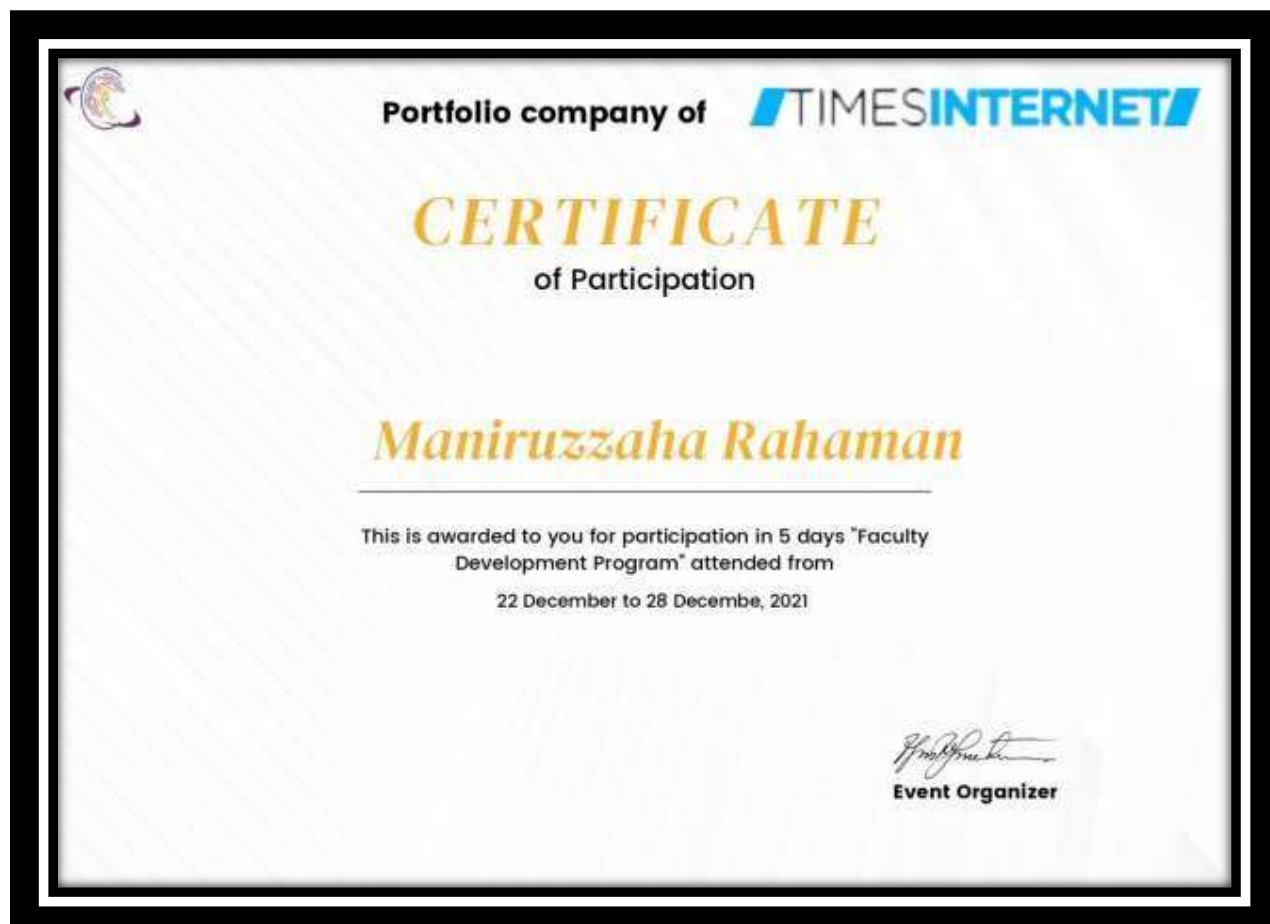 Portfolio company of TIMESINTERNET
CERTIFICATE
of Participation
Maniruzzaha Rahaman
This is awarded to you for participation in 5 days "Faculty
Development Program" attended from
22 December to 28 Decembe, 2021
Event Organizer